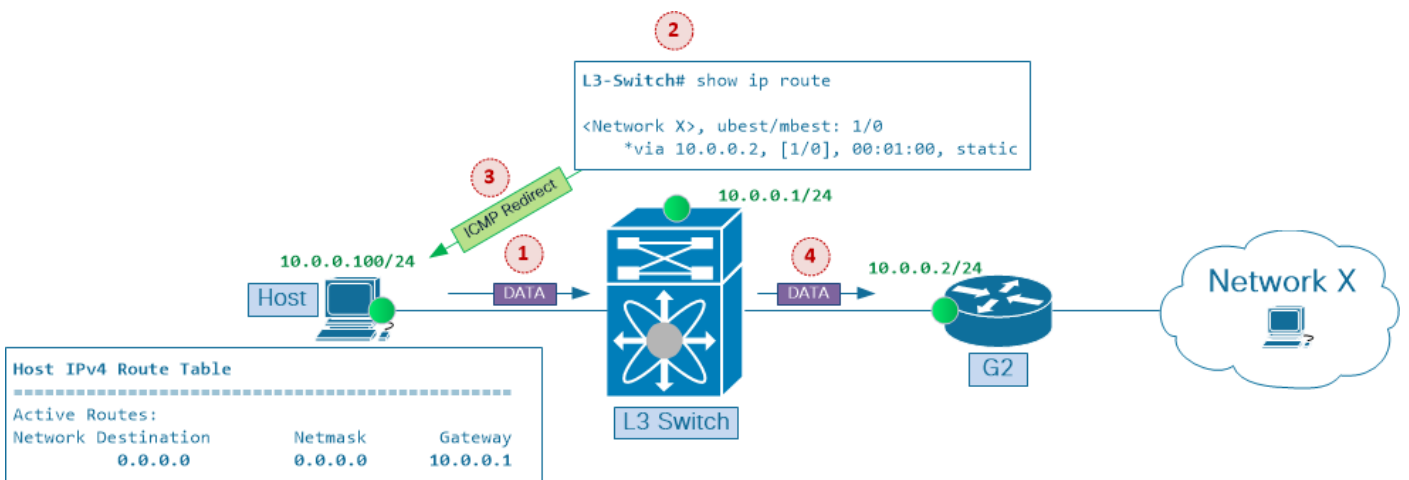 2
L3-Switch# show ip route
<Network X>, ubest/mbest: 1/0
*via 10.0.0.2, [1/0], 00:01:00, static
3
ICMP Redirect
10.0.0.1/24
10.0.0.100/24
1
4
10.0.0.2/24
Host
DATA
DATA
Network X
?
?
G2
L3 Switch
Host IPv4 Route Table
=================================================
Active Routes:
Network Destination Netmask Gateway
0.0.0.0 0.0.0.0 10.0.0.1